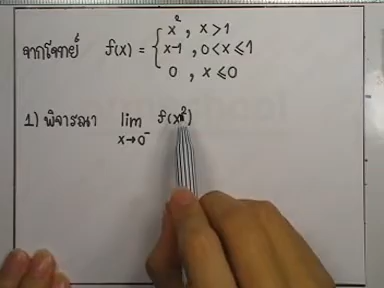 จากโจทย์ f(x) = { x², x > 1
x-1, 0 < x ≤ 1
0, x ≤ 0
1) พิจารณา lim f(x²)
x→0⁻